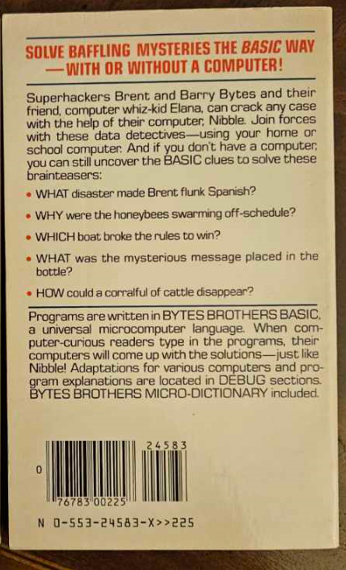 SOLVE BAFFLING MYSTERIES THE BASIC WAY
—WITH OR WITHOUT A COMPUTER!
Superhackers Brent and Barry Bytes and their
friend, computer whiz-kid Elana, can crack any case
with the help of their computer, Nibble. Join forces
with these data detectives—using your home or
school computer. And if you don't have a computer,
you can still uncover the BASIC clues to solve these
brainteasers:
• WHAT disaster made Brent flunk Spanish?
• WHY were the honeybees swarming off-schedule?
• WHICH boat broke the rules to win?
• WHAT was the mysterious message placed in the
bottle?
• HOW could a corralful of cattle disappear?
Programs are written in BYTES BROTHERS BASIC,
a universal microcomputer language. When com-
puter-curious readers type in the programs, their
computers will come up with the solutions—just like
Nibble! Adaptations for various computers and pro-
gram explanations are located in DEBUG sections.
BYTES BROTHERS MICRO-DICTIONARY included.
24583
0
76783 00225
N 0-553-24583-X>>225